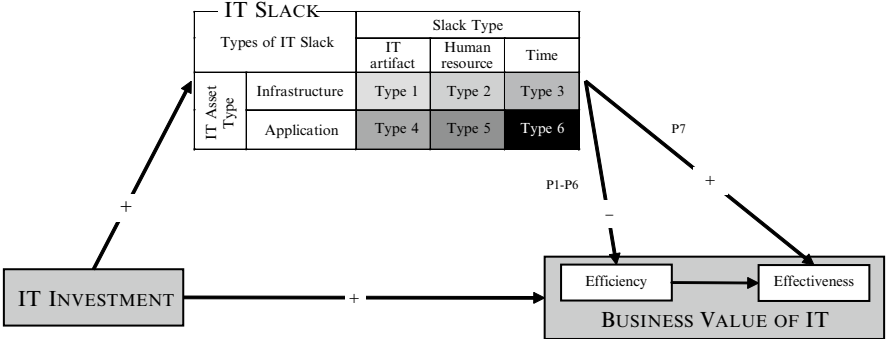 IT SLACK
Types of IT Slack
Slack Type
IT artifact
Human resource
Time
IT Asset Type
Infrastructure
Type 1
Type 2
Type 3
Application
Type 4
Type 5
Type 6
P7
P1-P6
+
+
–
Efficiency
Effectiveness
IT INVESTMENT
+
BUSINESS VALUE OF IT